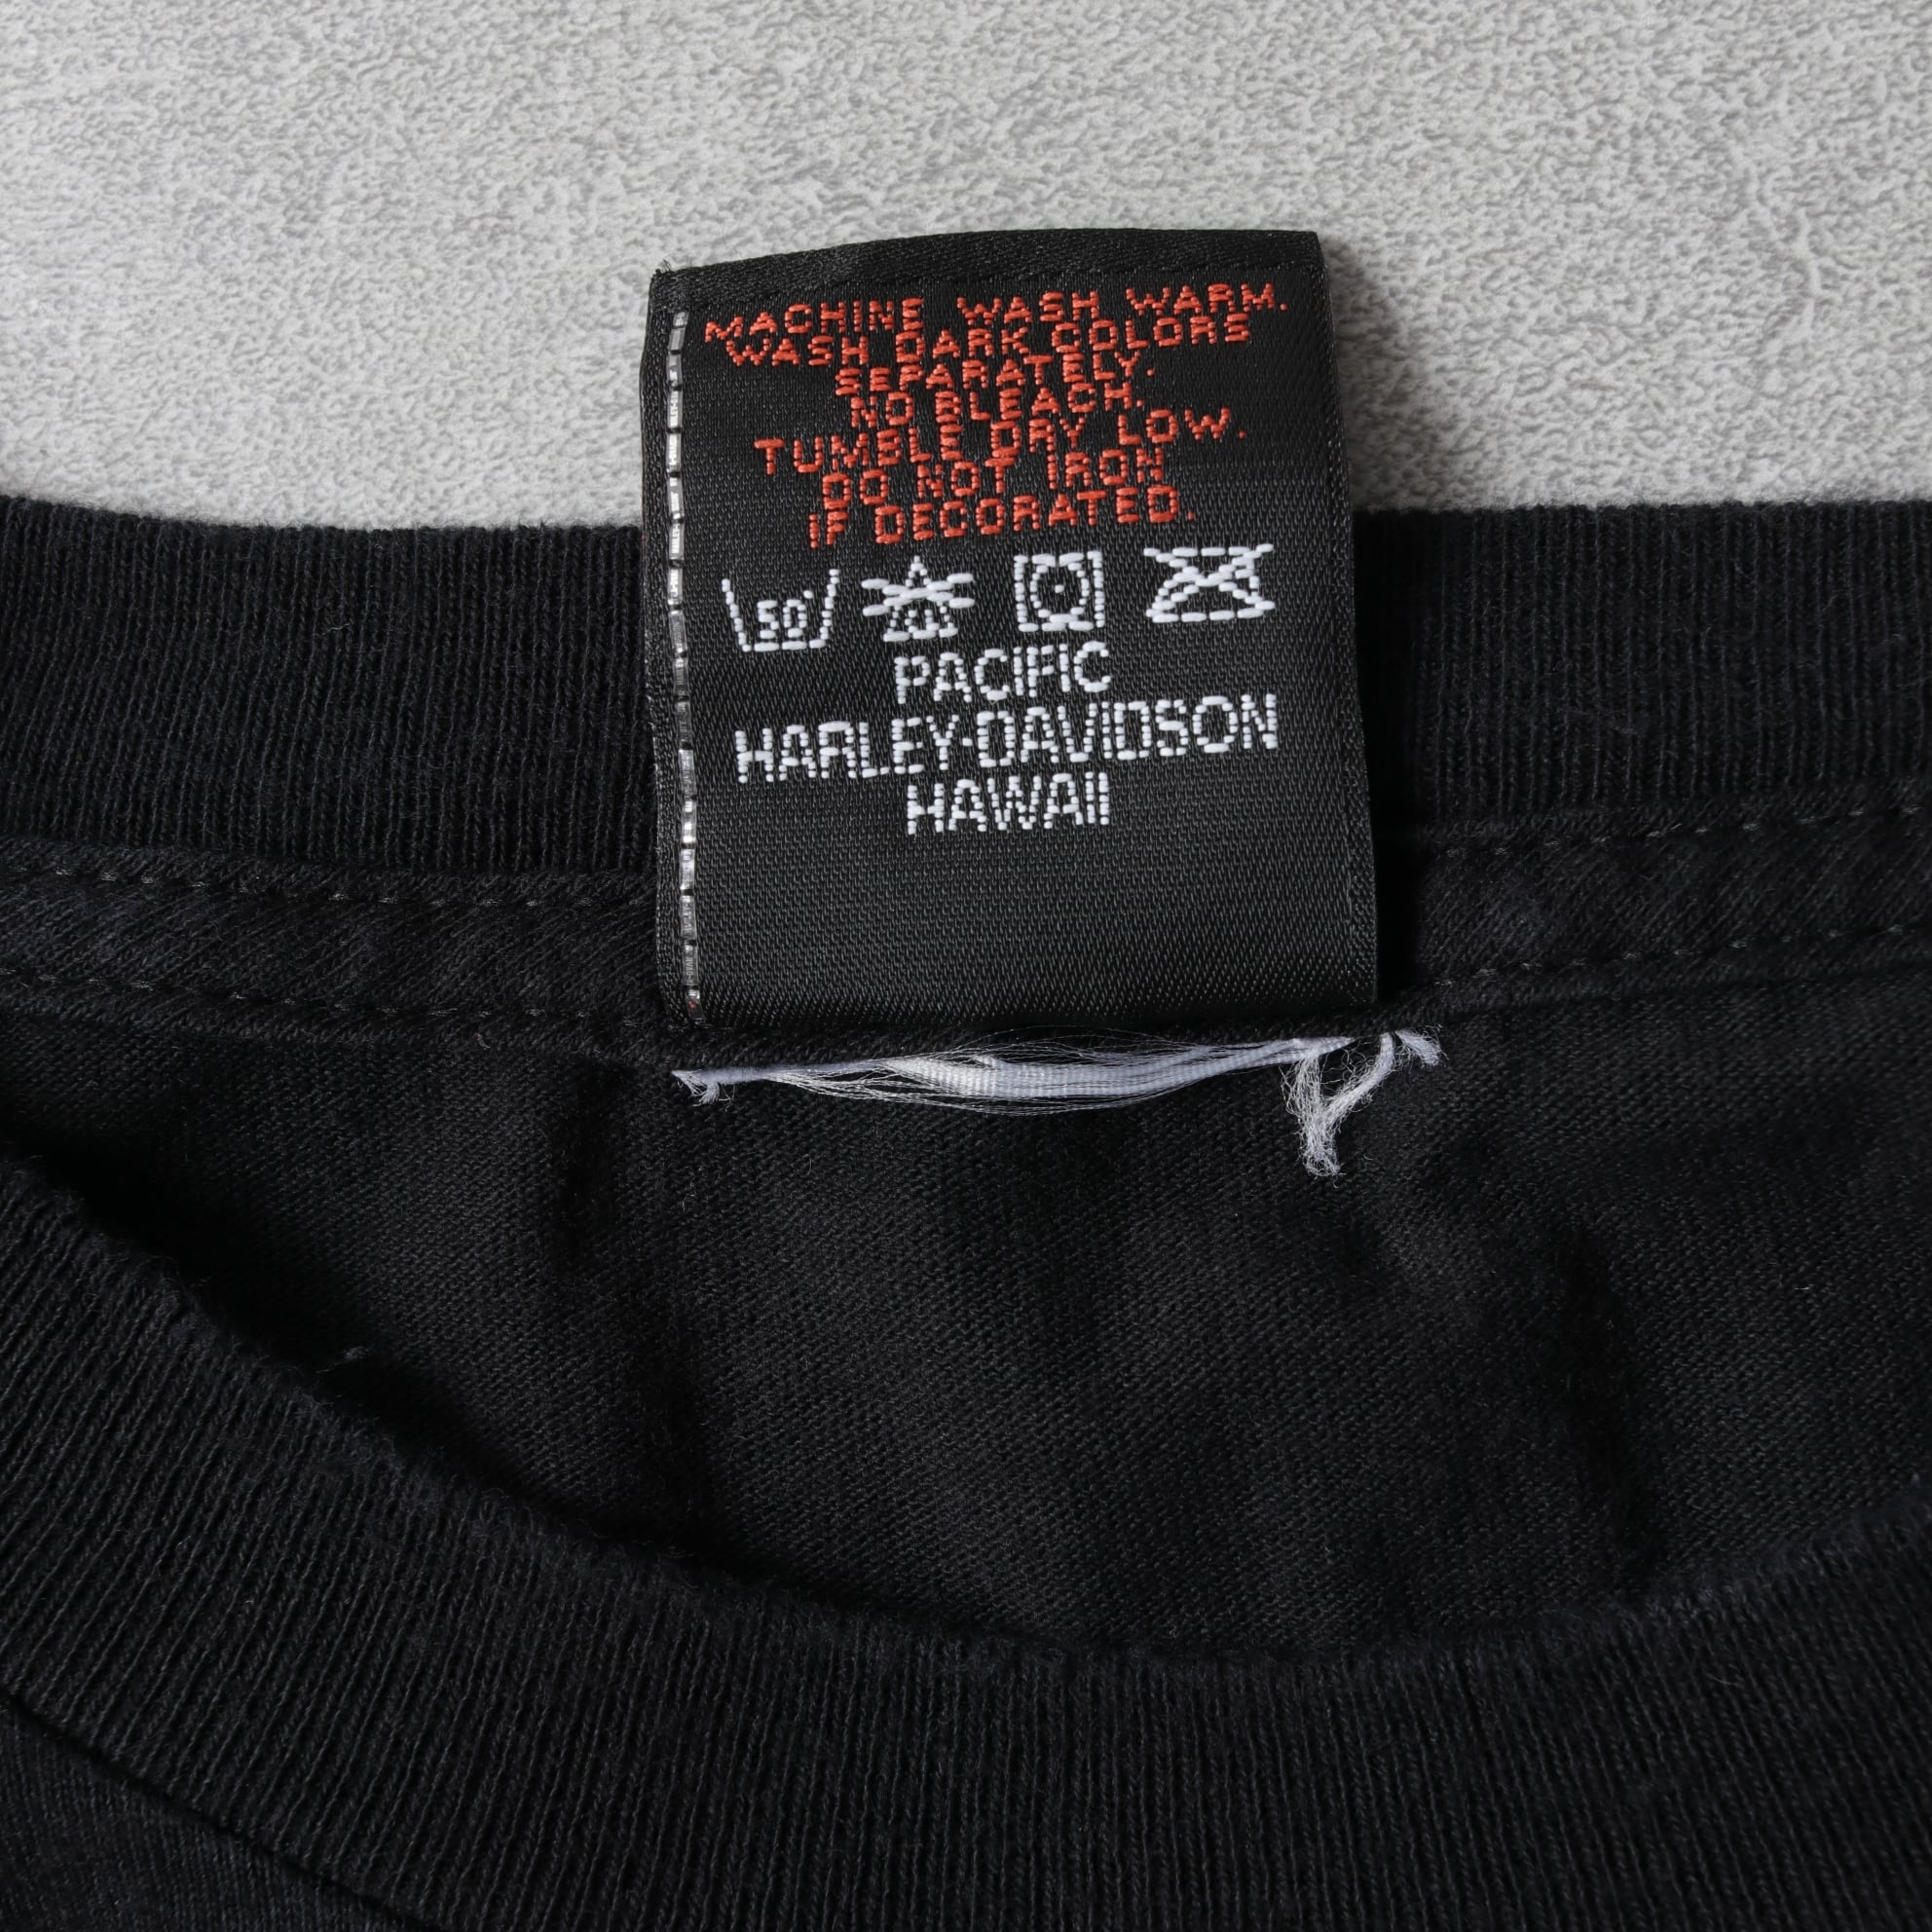 MACHINE WASH WARM.
WASH DARK COLORS
SEPARATELY.
NO BLEACH.
TUMBLE DRY LOW.
DO NOT IRON
IF DECORATED.
50°
CL
PACIFIC
HARLEY-DAVIDSON
HAWAII